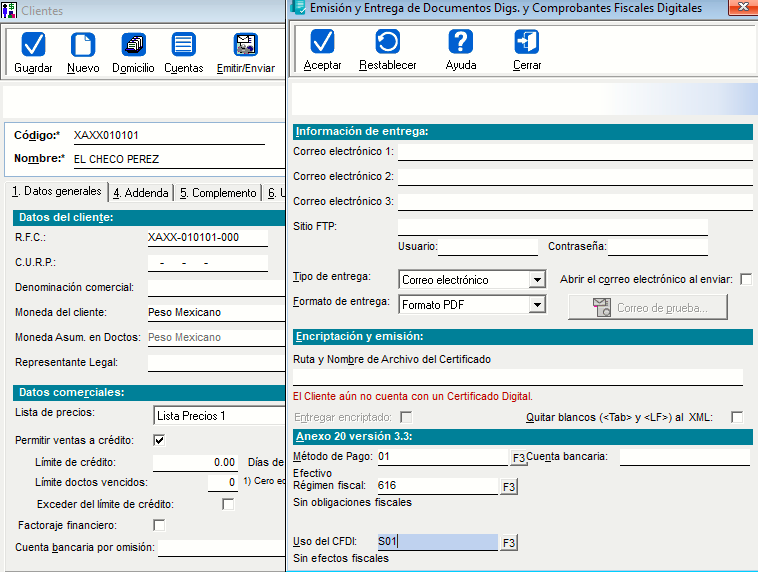 Clientes
Guardar Nuevo Domicilio Cuentas Emitir/Enviar
Código:* XAXX010101
Nombre:* EL CHECO PEREZ
1. Datos generales 4. Addenda 5. Complemento 6. U
Datos del cliente:
R.F.C.: XAXX-010101-000
C.U.R.P.: - - -
Denominación comercial:
Moneda del cliente: Peso Mexicano
Moneda Asum. en Doctos: Peso Mexicano
Representante Legal:
Datos comerciales:
Lista de precios: Lista Precios 1
Permitir ventas a crédito:
Límite de crédito: 0.00 Días de
Límite doctos vencidos: 0 1) Cero eq
Exceder del límite de crédito:
Factoraje financiero:
Cuenta bancaria por omisión:
Emisión y Entrega de Documentos Digs. y Comprobantes Fiscales Digitales
Aceptar Restablecer Ayuda Cerrar
Información de entrega:
Correo electrónico 1:
Correo electrónico 2:
Correo electrónico 3:
Sitio FTP:
Usuario: Contraseña:
Tipo de entrega: Correo electrónico Abrir el correo electrónico al enviar:
Formato de entrega: Formato PDF Correo de prueba...
Encriptación y emisión:
Ruta y Nombre de Archivo del Certificado
El Cliente aún no cuenta con un Certificado Digital.
Entregar encriptado: Quitar blancos (<Tab> y <LF>) al XML:
Anexo 20 versión 3.3:
Método de Pago: 01 F3 Cuenta bancaria:
Efectivo
Régimen fiscal: 616 F3
Sin obligaciones fiscales
Uso del CFDI: S01 F3
Sin efectos fiscales